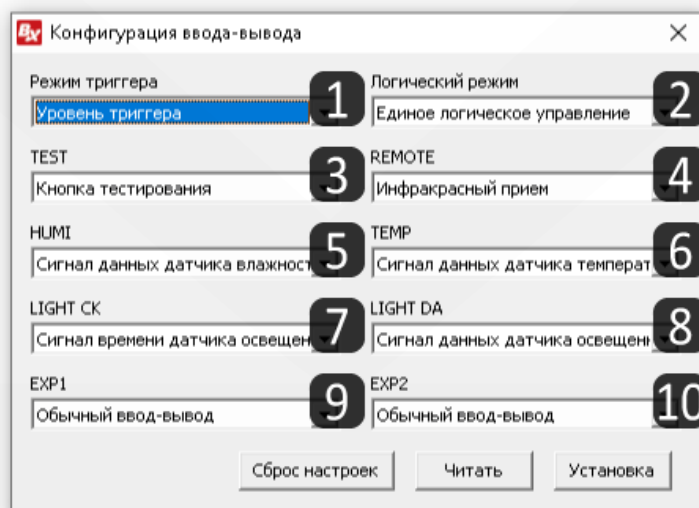 BX Конфигурация ввода-вывода
Режим триггера 1 Логический режим 2
Уровень триггера Единое логическое управление
TEST 3 REMOTE 4
Кнопка тестирования Инфракрасный прием
HUMI 5 TEMP 6
Сигнал данных датчика влажност Сигнал данных датчика температ
LIGHT CK 7 LIGHT DA 8
Сигнал времени датчика освещен Сигнал данных датчика освещенн
EXP1 9 EXP2 10
Обычный ввод-вывод Обычный ввод-вывод
Сброс настроек Читать Установка